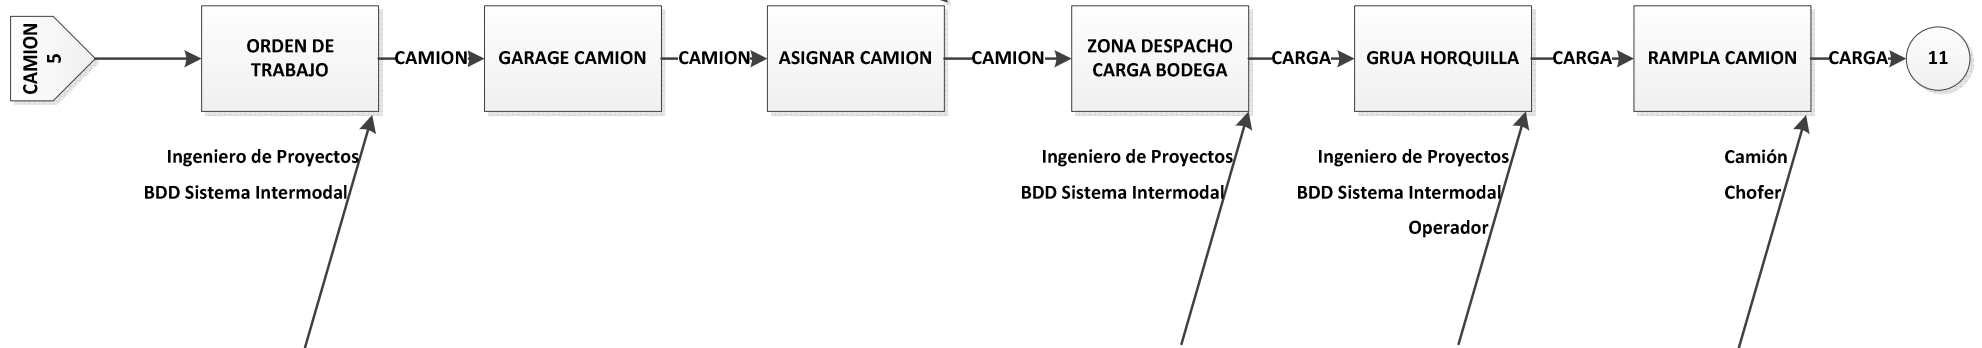 CAMION
5
ORDEN DE
TRABAJO
CAMION
GARAGE CAMION
CAMION
ASIGNAR CAMION
CAMION
ZONA DESPACHO
CARGA BODEGA
CARGA
GRUA HORQUILLA
CARGA
RAMPLA CAMION
CARGA
11
Ingeniero de Proyectos
BDD Sistema Intermodal
Ingeniero de Proyectos
BDD Sistema Intermodal
Ingeniero de Proyectos
BDD Sistema Intermodal
Operador
Camión
Chofer